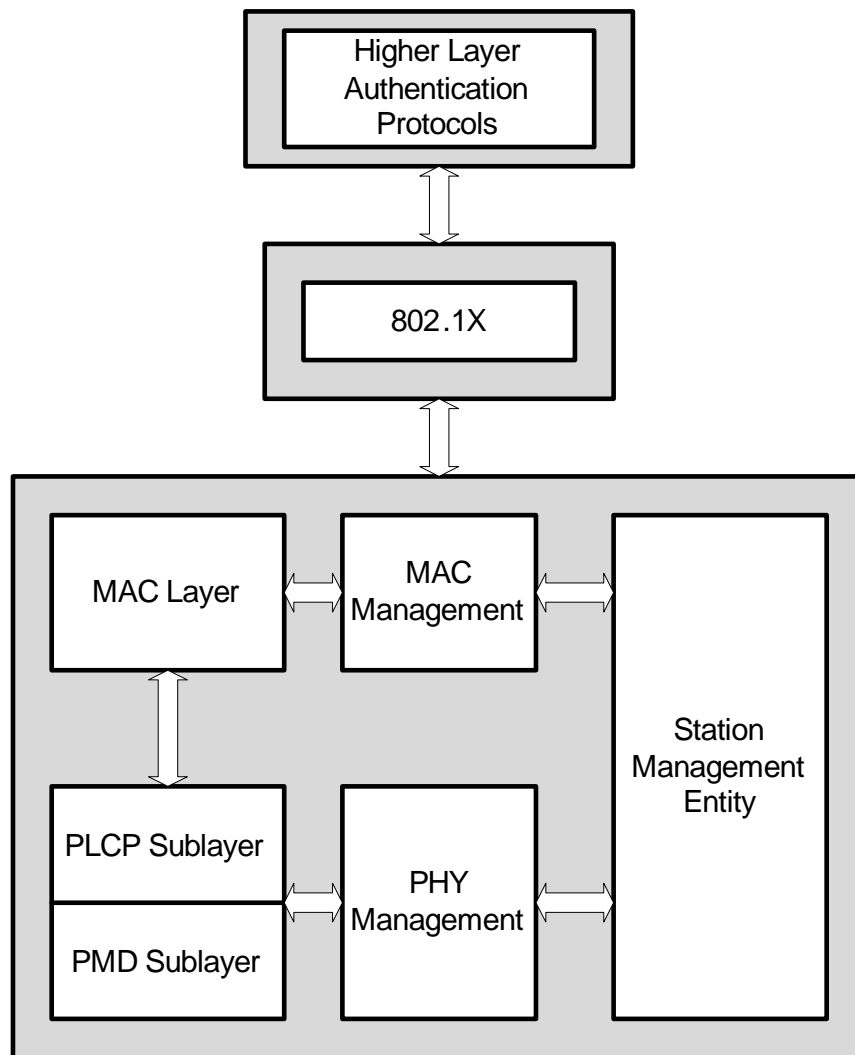 Higher Layer
Authentication
Protocols
802.1X
MAC Layer
MAC
Management
Station
Management
Entity
PLCP Sublayer
PMD Sublayer
PHY
Management